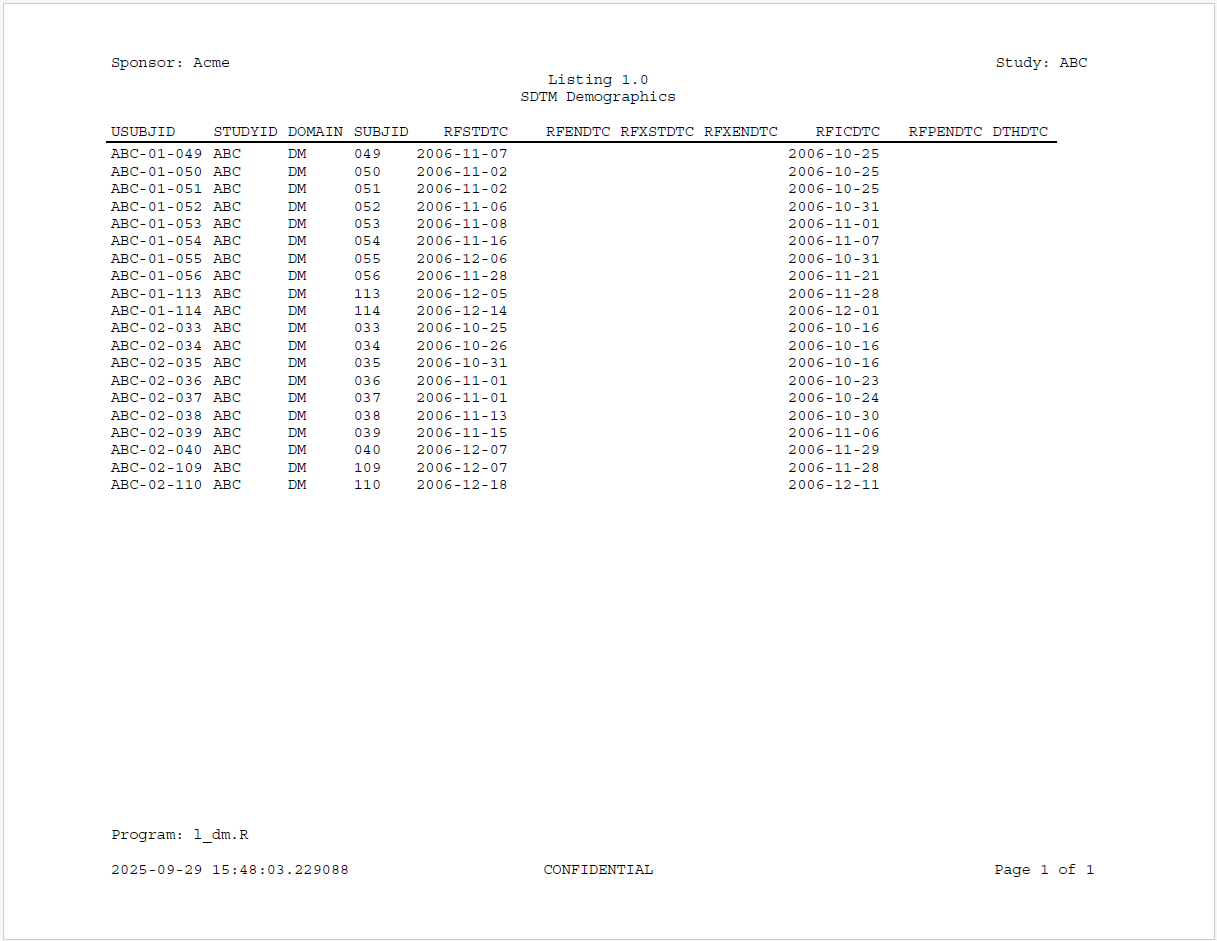 Sponsor: Acme Study: ABC
Listing 1.0
SDTM Demographics
USUBJID STUDYID DOMAIN SUBJID RFSTDTC RFENDTC RFXSTDTC RFXENDTC RFICDTC RFPENDTC DTHDTC
ABC-01-049 ABC DM 049 2006-11-07 2006-10-25
ABC-01-050 ABC DM 050 2006-11-02 2006-10-25
ABC-01-051 ABC DM 051 2006-11-02 2006-10-25
ABC-01-052 ABC DM 052 2006-11-06 2006-10-31
ABC-01-053 ABC DM 053 2006-11-08 2006-11-01
ABC-01-054 ABC DM 054 2006-11-16 2006-11-07
ABC-01-055 ABC DM 055 2006-12-06 2006-10-31
ABC-01-056 ABC DM 056 2006-11-28 2006-11-21
ABC-01-113 ABC DM 113 2006-12-05 2006-11-28
ABC-01-114 ABC DM 114 2006-12-14 2006-12-01
ABC-02-033 ABC DM 033 2006-10-25 2006-10-16
ABC-02-034 ABC DM 034 2006-10-26 2006-10-16
ABC-02-035 ABC DM 035 2006-10-31 2006-10-16
ABC-02-036 ABC DM 036 2006-11-01 2006-10-23
ABC-02-037 ABC DM 037 2006-11-01 2006-10-24
ABC-02-038 ABC DM 038 2006-11-13 2006-10-30
ABC-02-039 ABC DM 039 2006-11-15 2006-11-06
ABC-02-040 ABC DM 040 2006-12-07 2006-11-29
ABC-02-109 ABC DM 109 2006-12-07 2006-11-28
ABC-02-110 ABC DM 110 2006-12-18 2006-12-11
Program: l_dm.R
2025-09-29 15:48:03.229088 CONFIDENTIAL Page 1 of 1